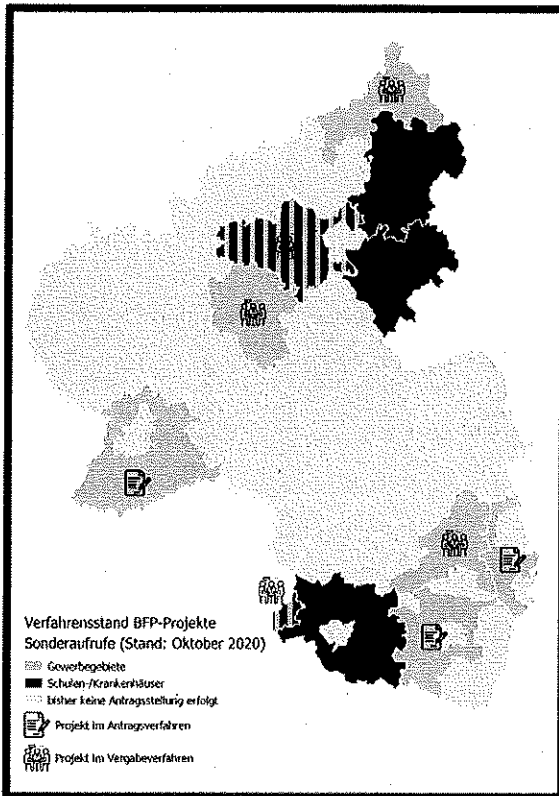 Verfahrensstand BFP-Projekte
Sonderaufrufe (Stand: Oktober 2020)
Gewerbegebiete
Schulen-/Krankenhäuser
bisher keine Antragsstellung erfolgt
Projekt im Antragsverfahren
Projekt im Vergabeverfahren